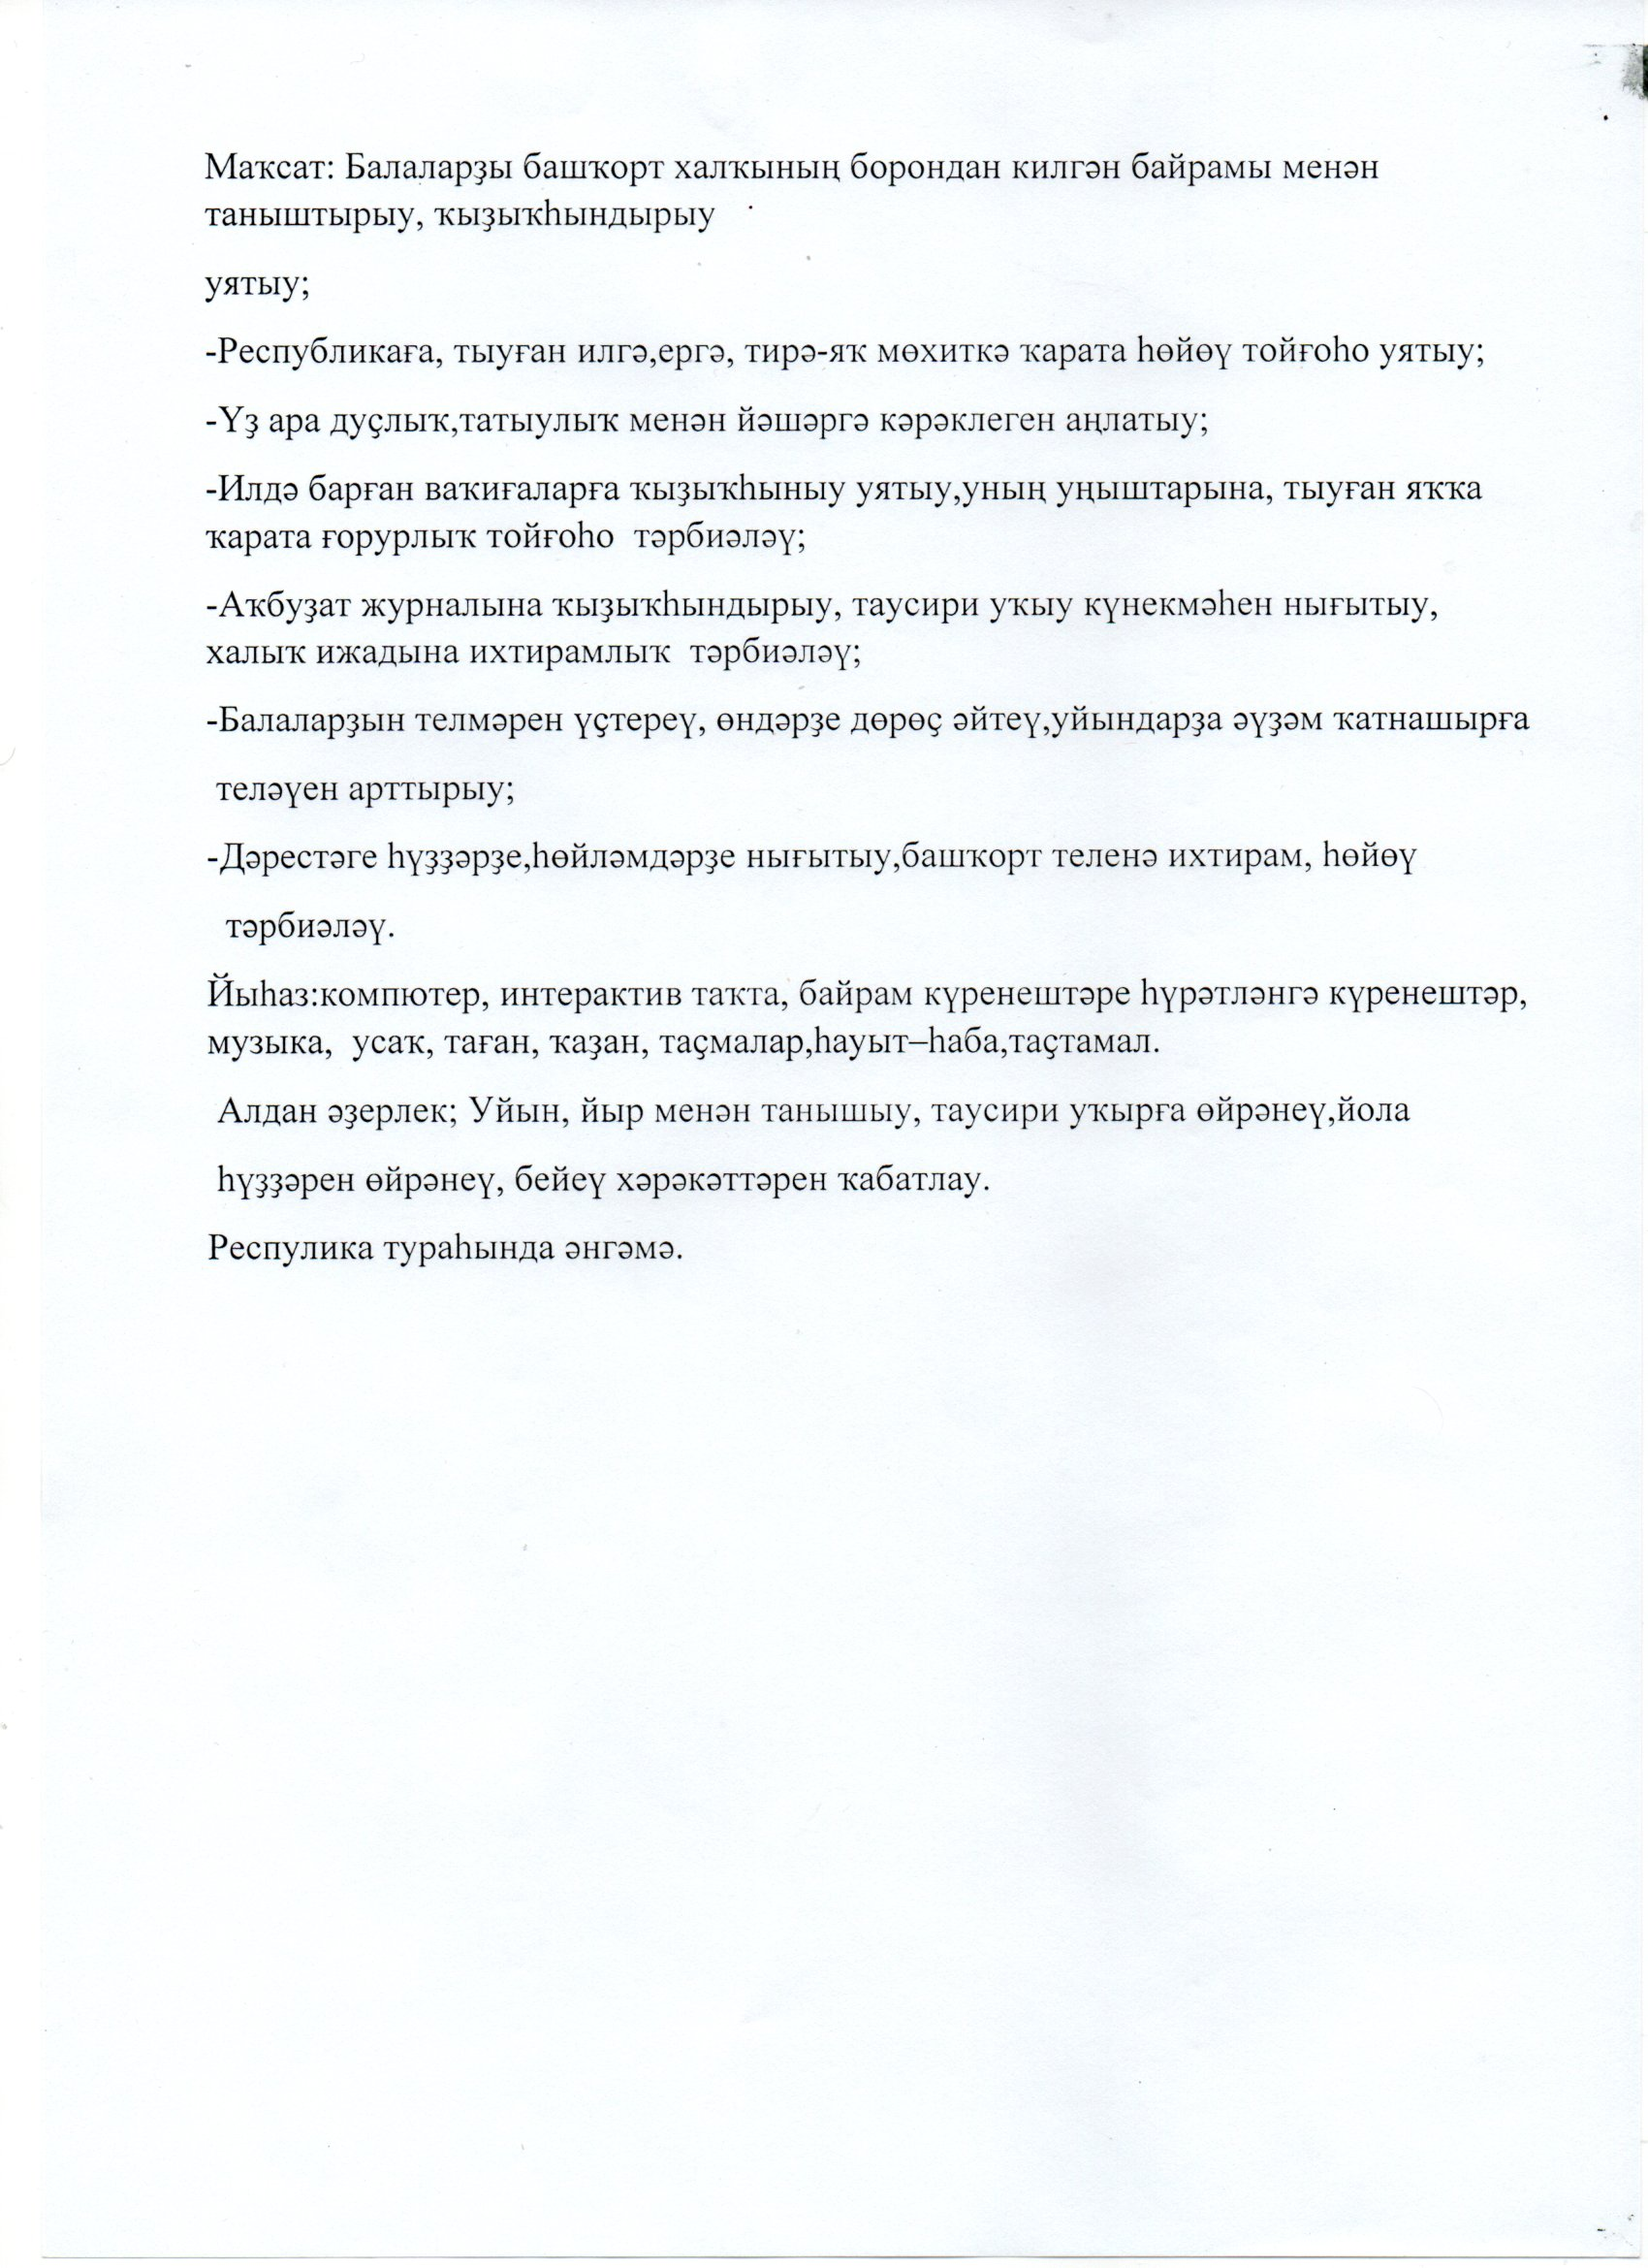 Маҡсат: Балаларҙы башҡорт халҡының борондан килгән байрамы менән
таныштырыу, ҡыҙыҡһындырыу
уятыу;
-Республикаға, тыуған илгә,ергә, тирә-яҡ мөхиткә ҡарата һөйөү тойғоһо уятыу;
-Үҙ ара дуҫлыҡ,татыулыҡ менән йәшәргә кәрәклеген аңлатыу;
-Илдә барған ваҡиғаларға ҡыҙыҡһыныу уятыу,уның уңыштарына, тыуған яҡҡа
ҡарата ғорурлыҡ тойғоһо  тәрбиәләү;
-Аҡбуҙат журналына ҡыҙыҡһындырыу, таусири уҡыу күнекмәһен нығытыу,
халыҡ ижадына ихтирамлыҡ  тәрбиәләү;
-Балаларҙын телмәрен үҫтереү, өндәрҙе дөрөҫ әйтеү,уйындарҙа әүҙәм ҡатнашырға
теләүен арттырыу;
-Дәрестәге һүҙҙәрҙе,һөйләмдәрҙе нығытыу,башҡорт теленә ихтирам, һөйөү
тәрбиәләү.
Йыһаз:компютер, интерактив таҡта, байрам күренештәре һүрәтләнгә күренештәр,
музыка,  усаҡ, таған, ҡаҙан, таҫмалар,һауыт–һаба,таҫтамал.
Алдан әҙерлек; Уйын, йыр менән танышыу, таусири уҡырға өйрәнеү,йола
һүҙҙәрен өйрәнеү, бейеү хәрәкәттәрен ҡабатлау.
Респулика тураһында әнгәмә.